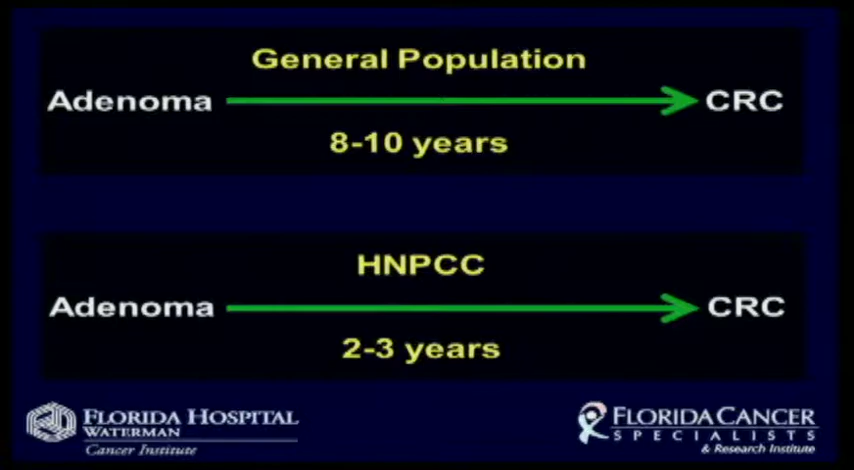 General Population
Adenoma CRC
8-10 years
HNPCC
Adenoma CRC
2-3 years
FLORIDA HOSPITAL
WATERMAN
Cancer Institute
FLORIDA CANCER
SPECIALISTS
& Research Institute